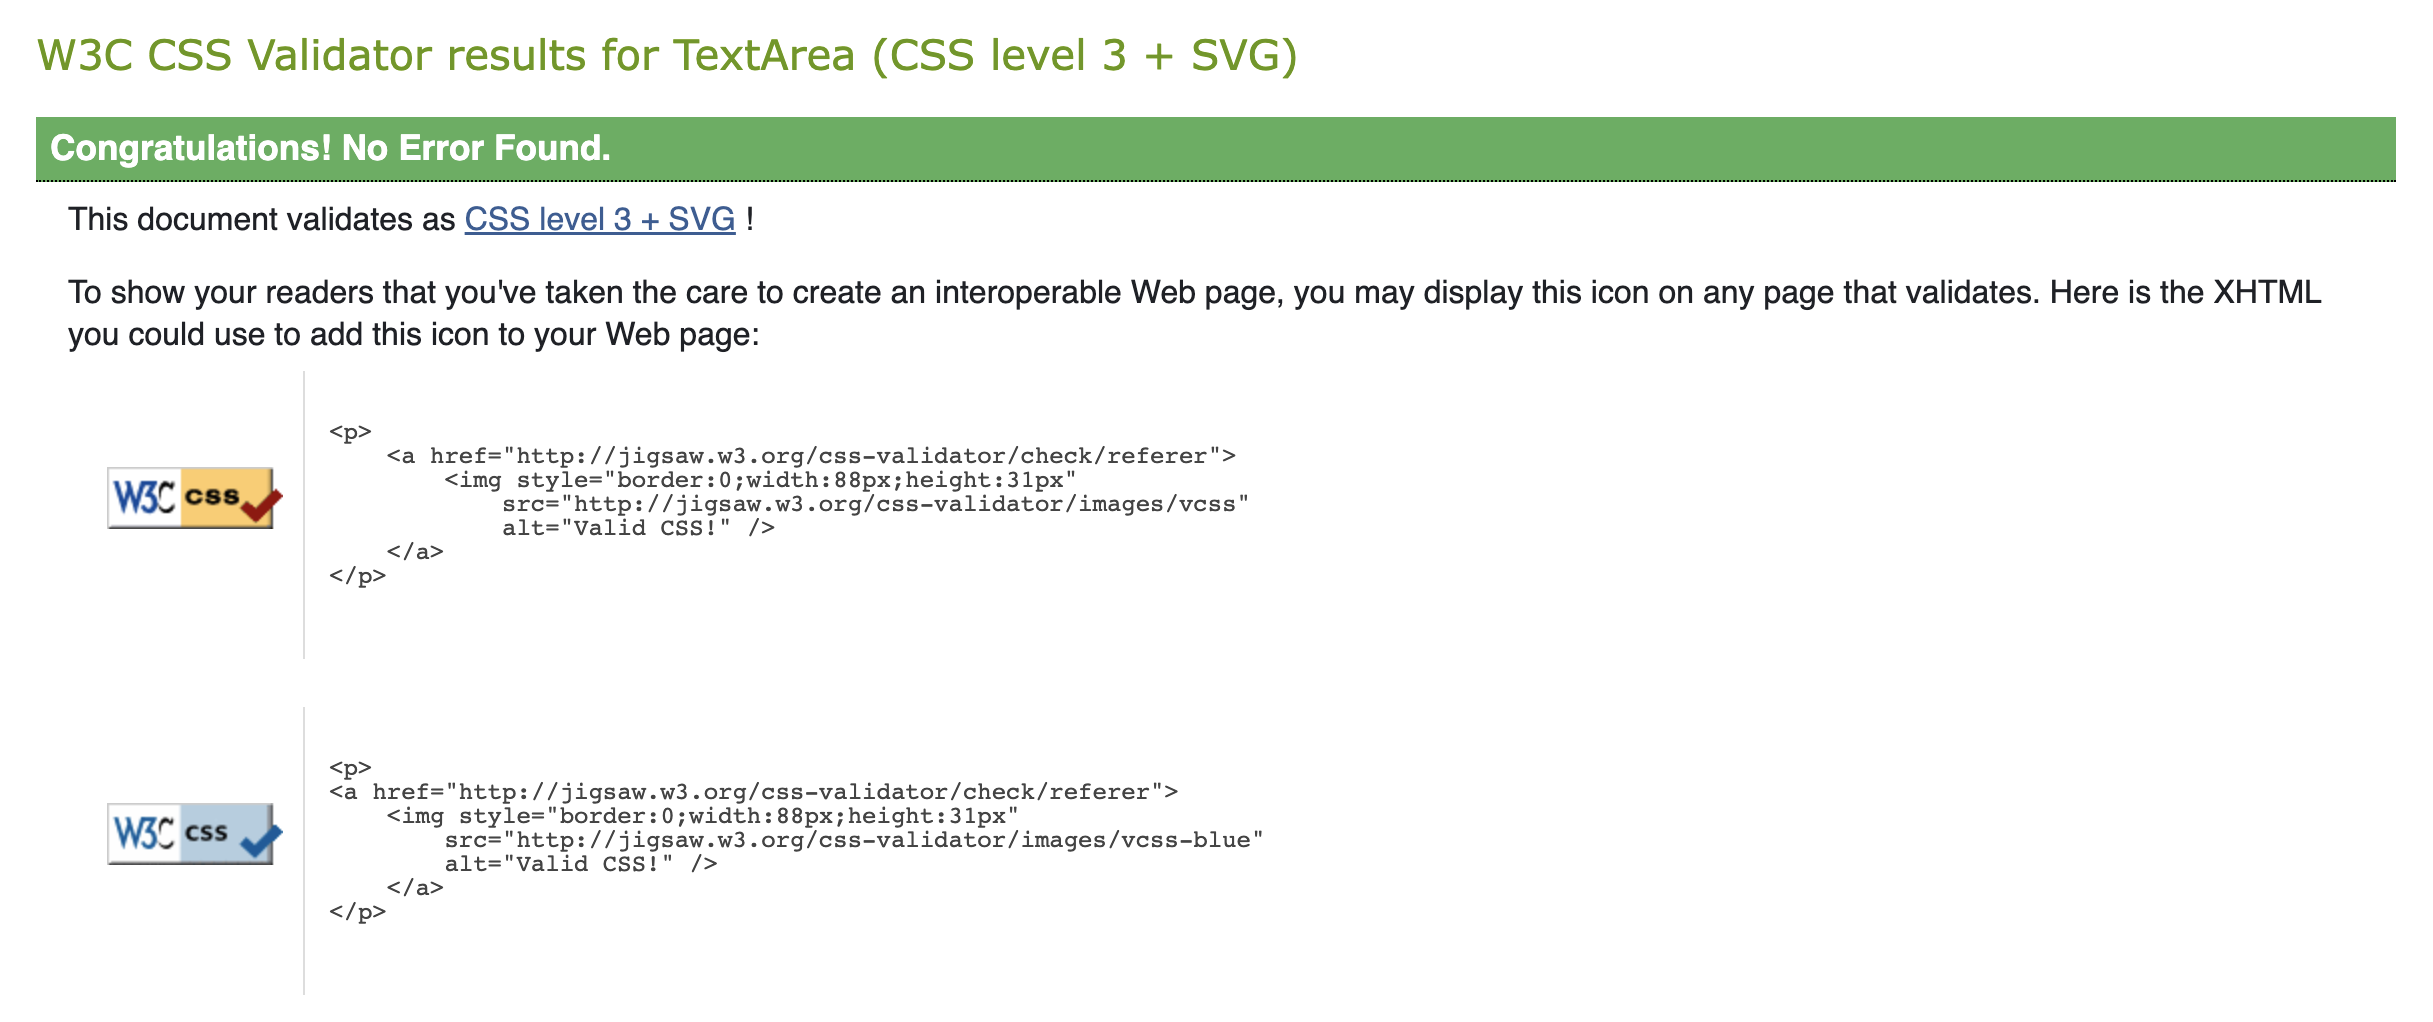 W3C CSS Validator results for TextArea (CSS level 3 + SVG)
Congratulations! No Error Found.
This document validates as CSS level 3 + SVG !
To show your readers that you've taken the care to create an interoperable Web page, you may display this icon on any page that validates. Here is the XHTML
you could use to add this icon to your Web page:
W3C css
<p>
    <a href="http://jigsaw.w3.org/css-validator/check/referer">
        <img style="border:0;width:88px;height:31px"
            src="http://jigsaw.w3.org/css-validator/images/vcss"
            alt="Valid CSS!" />
    </a>
</p>
W3C css
<p>
<a href="http://jigsaw.w3.org/css-validator/check/referer">
    <img style="border:0;width:88px;height:31px"
        src="http://jigsaw.w3.org/css-validator/images/vcss-blue"
        alt="Valid CSS!" />
    </a>
</p>